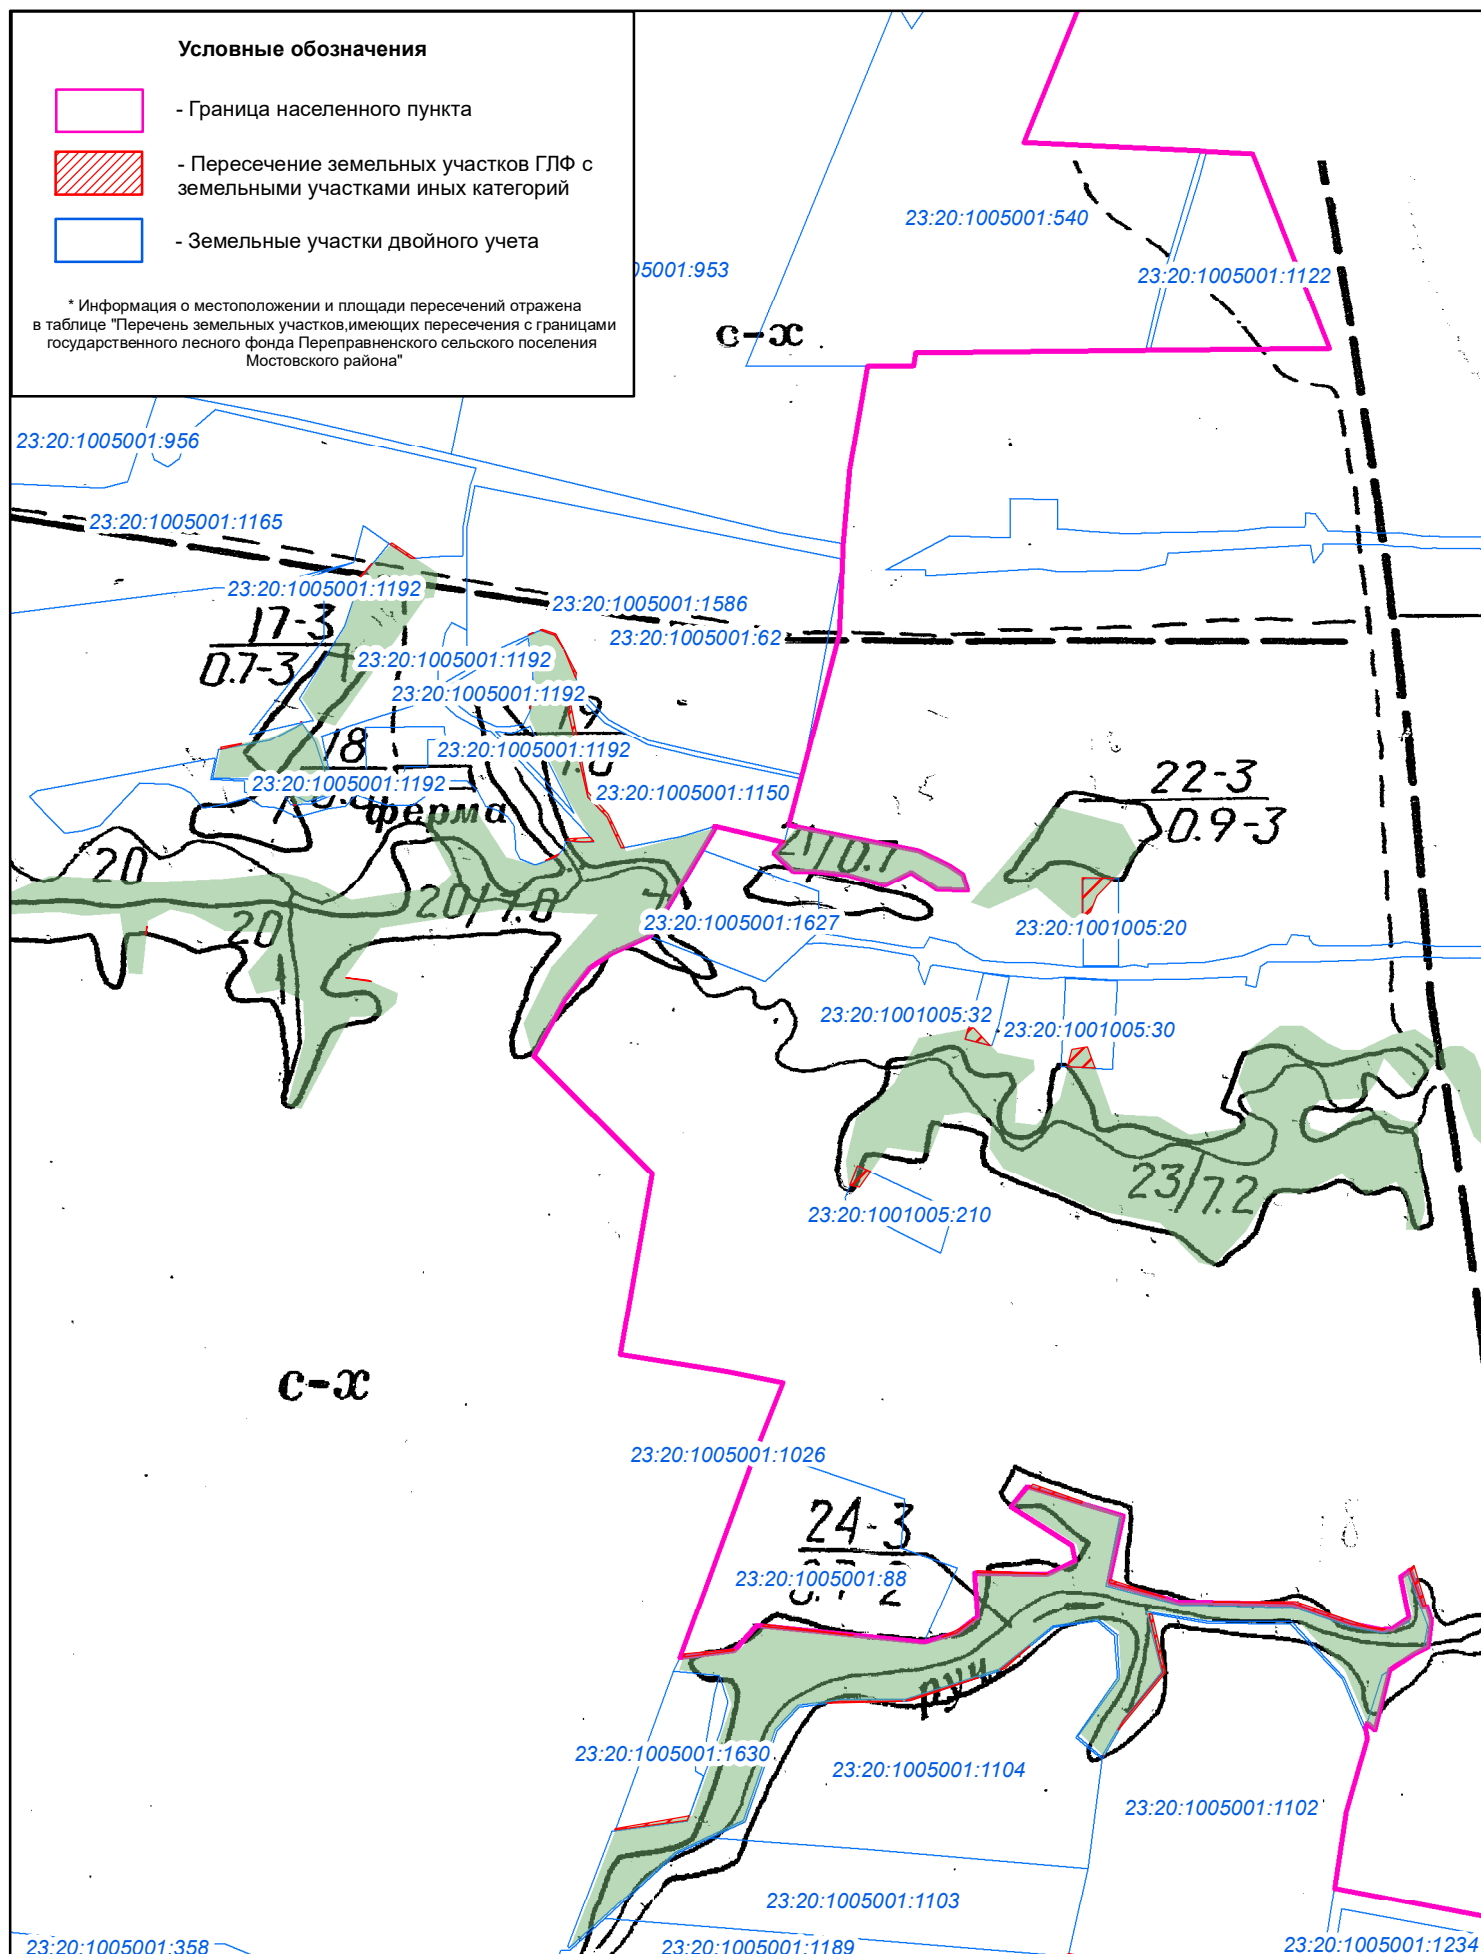 Условные обозначения
- Граница населенного пункта
- Пересечение земельных участков ГЛФ с
земельными участками иных категорий
- Земельные участки двойного учета
* Информация о местоположении и площади пересечений отражена
в таблице "Перечень земельных участков,имеющих пересечения с границами
государственного лесного фонда Переправненского сельского поселения
Мостовского района"
23:20:1005001:540
05001:953
23:20:1005001:1122
с-х
23:20:1005001:956
23:20:1005001:1165
23:20:1005001:1192
23:20:1005001:1586
17-3
0.7-3
23:20:1005001:62
23:20:1005001:1192
23:20:1005001:1192
18
23:20:1005001:1192
23:20:1005001:1192
23:20:1005001:1150
ферма
22-3
0.9-3
21/0.1
20
20/7.0
20
23:20:1005001:1627
23:20:1001005:20
23:20:1001005:32
23:20:1001005:30
23/7.2
23:20:1001005:210
с-х
23:20:1005001:1026
24-3
23:20:1005001:88
руч
23:20:1005001:1630
23:20:1005001:1104
23:20:1005001:1102
23:20:1005001:1103
23:20:1005001:358
23:20:1005001:1189
23:20:1005001:1234